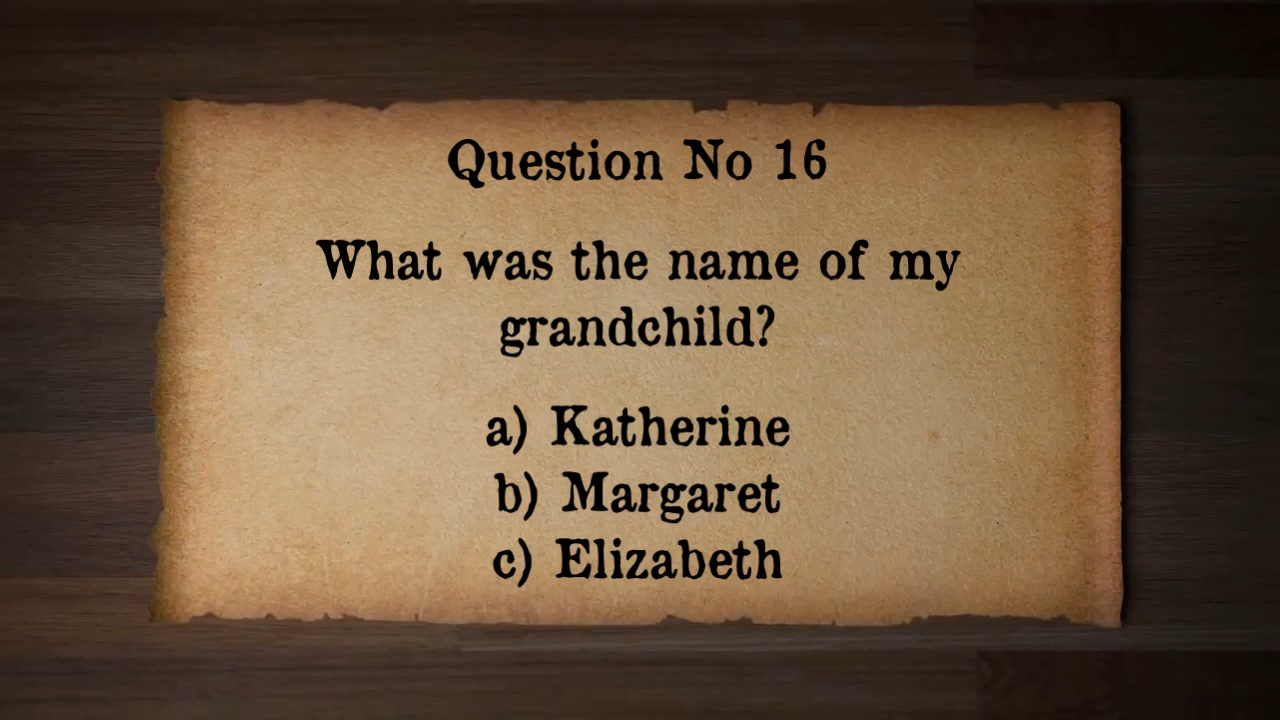 Question No 16
What was the name of my
grandchild?
a) Katherine
b) Margaret
c) Elizabeth